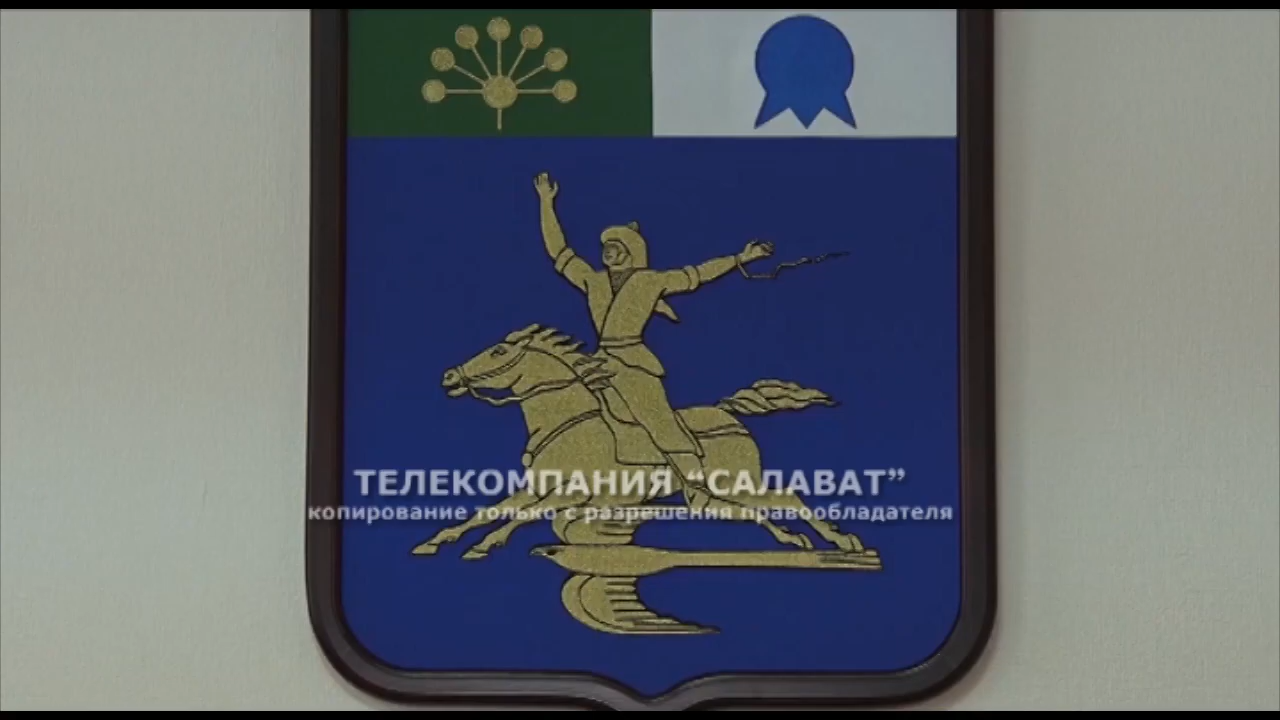 ТЕЛЕКОМПАНИЯ “САЛАВАТ”
копирование только с разрешения правообладателя